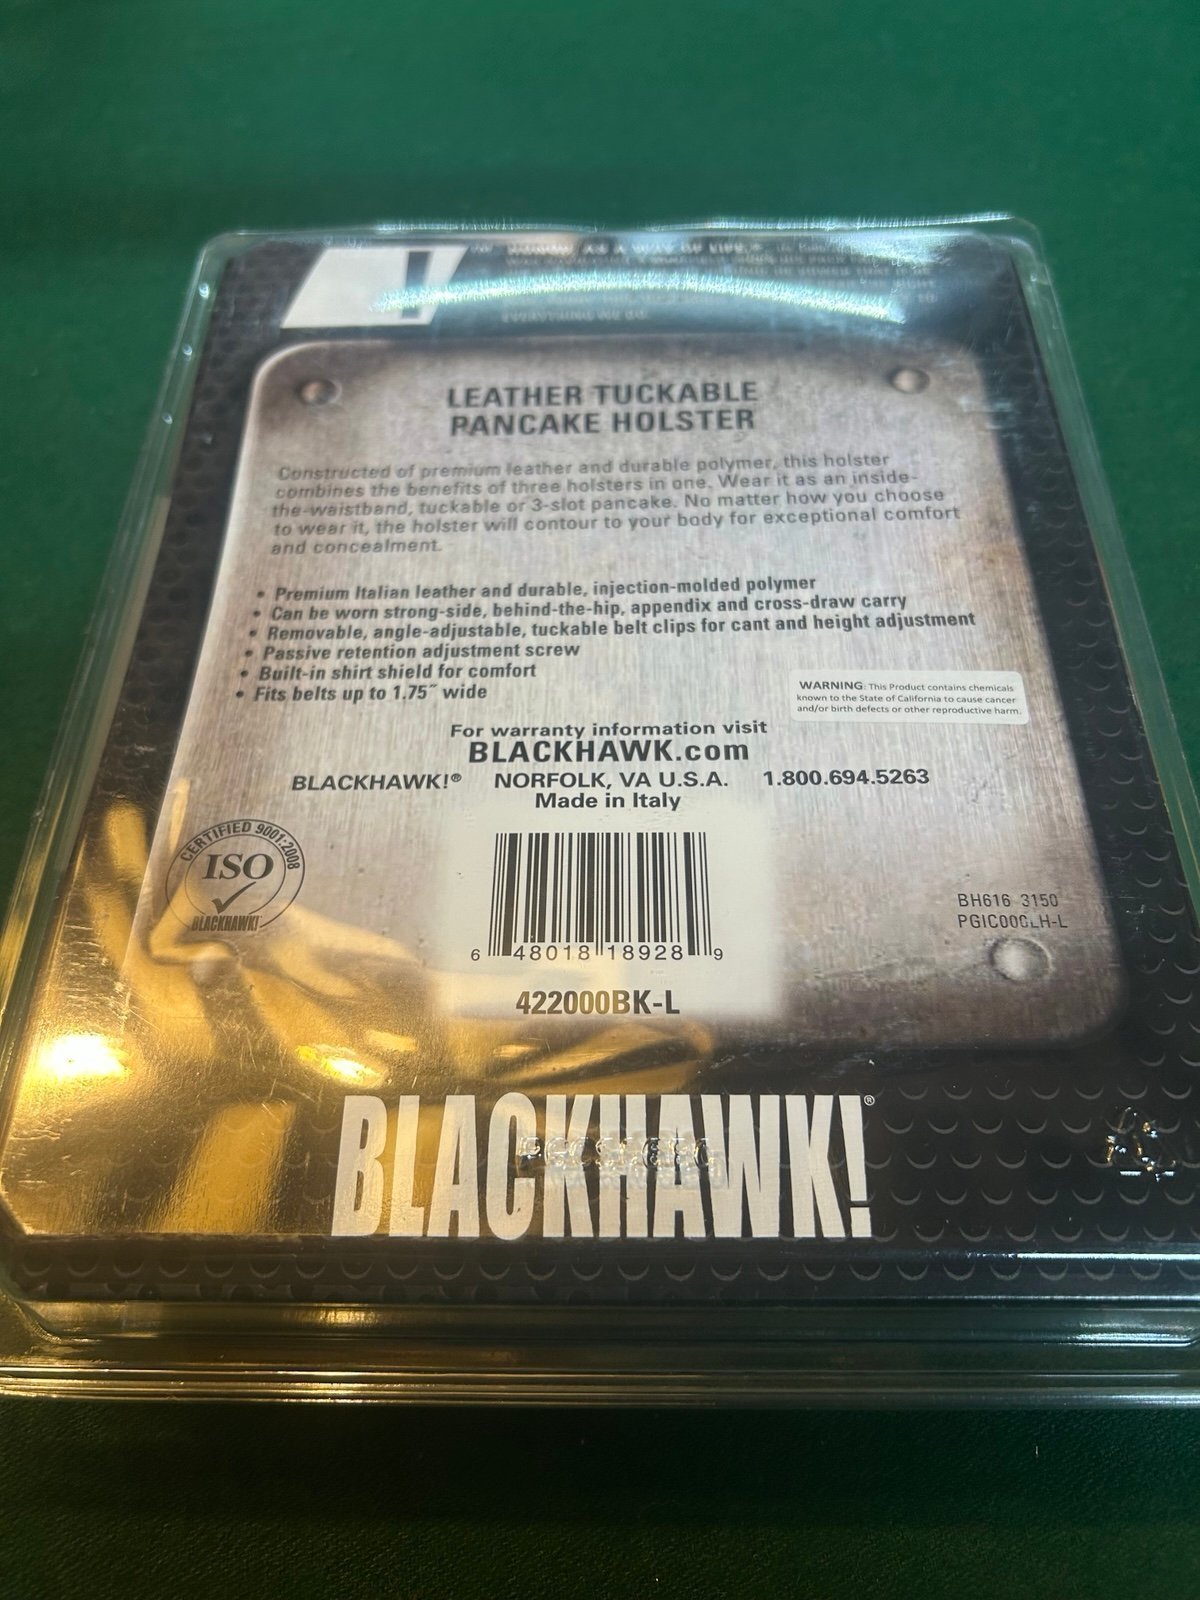 !
EVERYTHING WE DO.
LEATHER TUCKABLE
PANCAKE HOLSTER
Constructed of premium leather and durable polymer, this holster
combines the benefits of three holsters in one. Wear it as an inside-
the-waistband, tuckable or 3-slot pancake. No matter how you choose
to wear it, the holster will contour to your body for exceptional comfort
and concealment.
• Premium Italian leather and durable, injection-molded polymer
• Can be worn strong-side, behind-the-hip, appendix and cross-draw carry
• Removable, angle-adjustable, tuckable belt clips for cant and height adjustment
• Passive retention adjustment screw
• Built-in shirt shield for comfort
• Fits belts up to 1.75˝ wide
WARNING: This Product contains chemicals
known to the State of California to cause cancer
and/or birth defects or other reproductive harm.
For warranty information visit
BLACKHAWK.com
BLACKHAWK!® NORFOLK, VA U.S.A. 1.800.694.5263
Made in Italy
CERTIFIED 9001:2008
ISO
BLACKHAWK!
BH616 3150
6 48018 18928 9
422000BK-L
BLACKHAWK!®